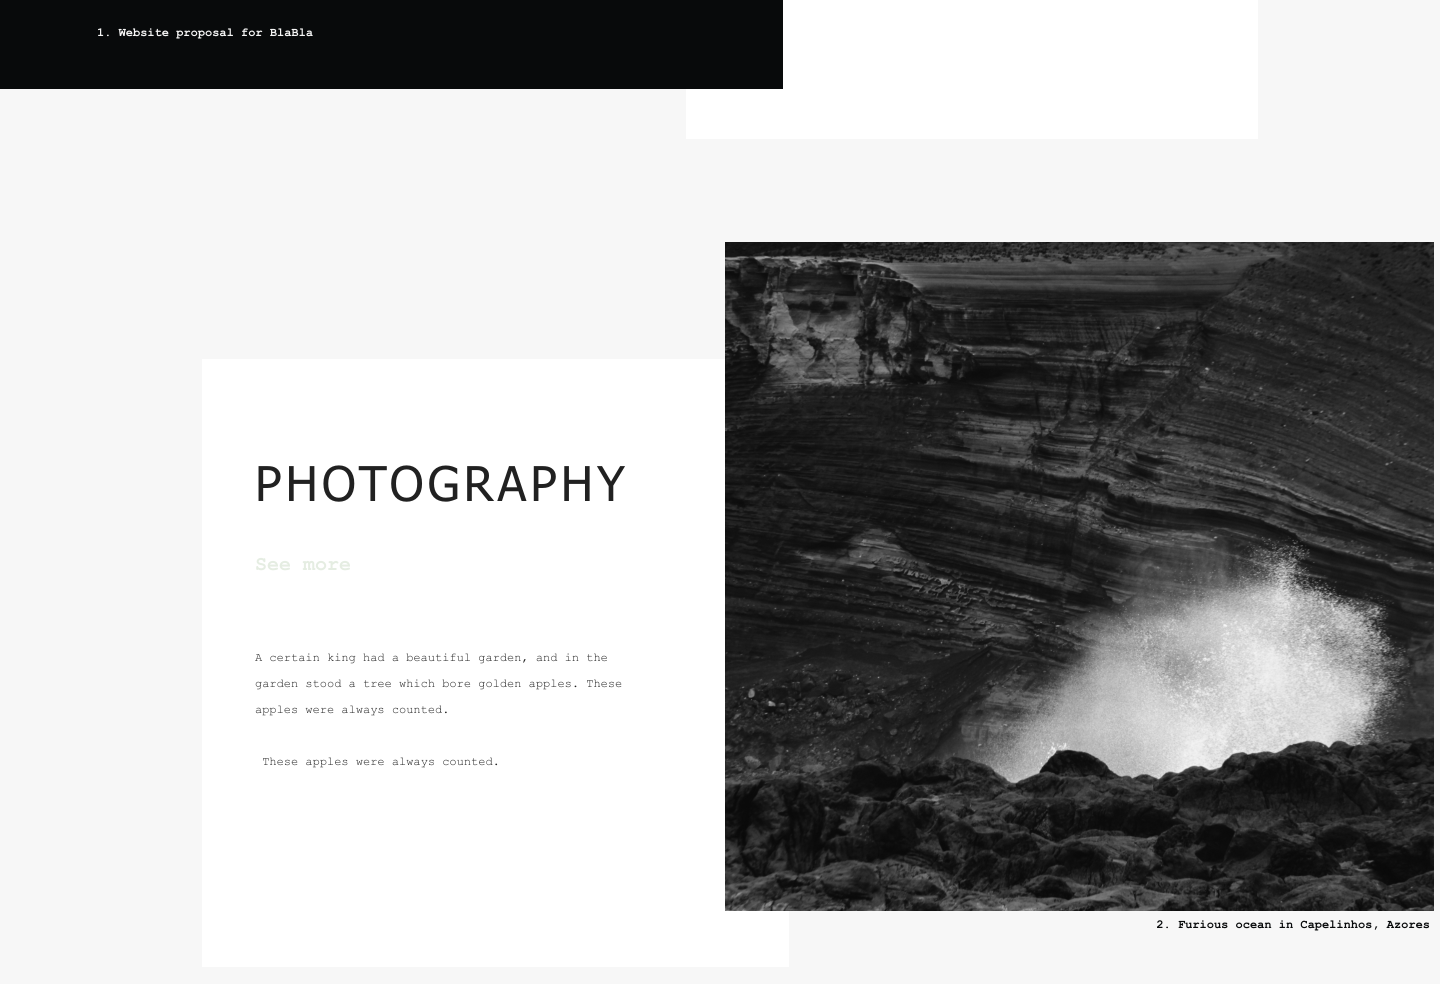 1. Website proposal for BlaBla
PHOTOGRAPHY
See more
A certain king had a beautiful garden, and in the
garden stood a tree which bore golden apples. These
apples were always counted.
These apples were always counted.
2. Furious ocean in Capelinhos, Azores